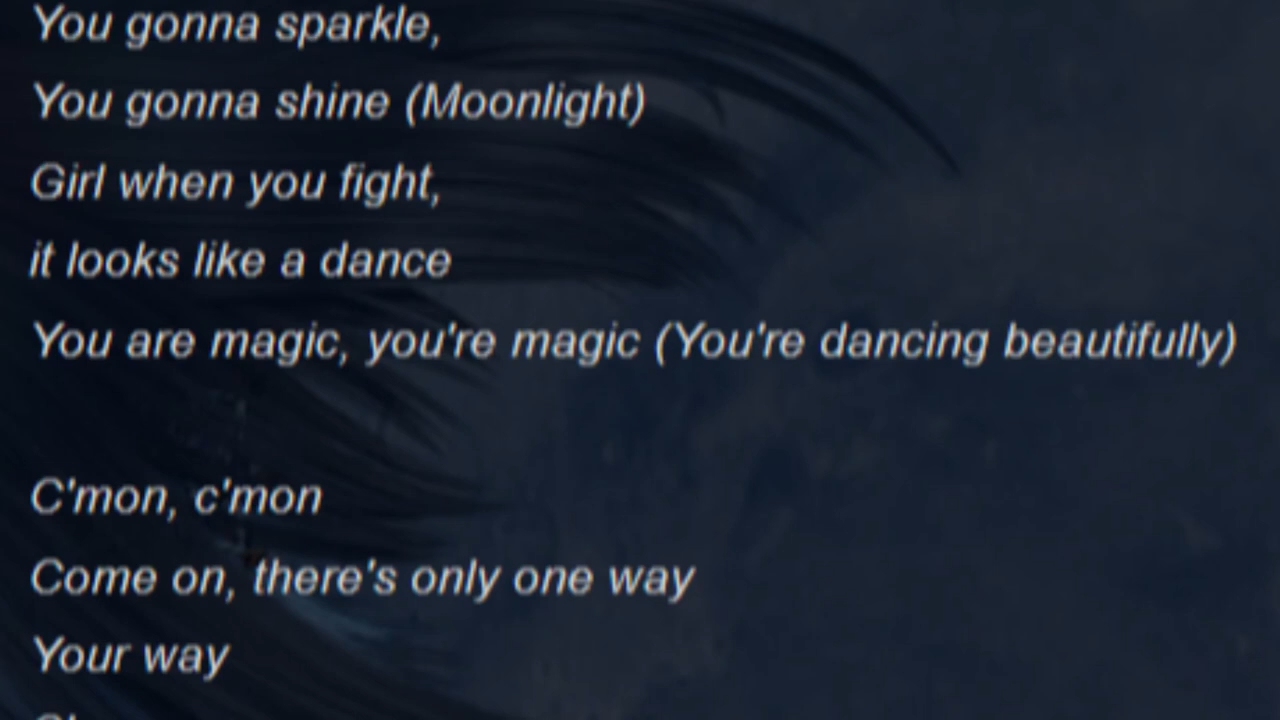 You gonna sparkle,
You gonna shine (Moonlight)
Girl when you fight,
it looks like a dance
You are magic, you're magic (You're dancing beautifully)
C'mon, c'mon
Come on, there's only one way
Your way